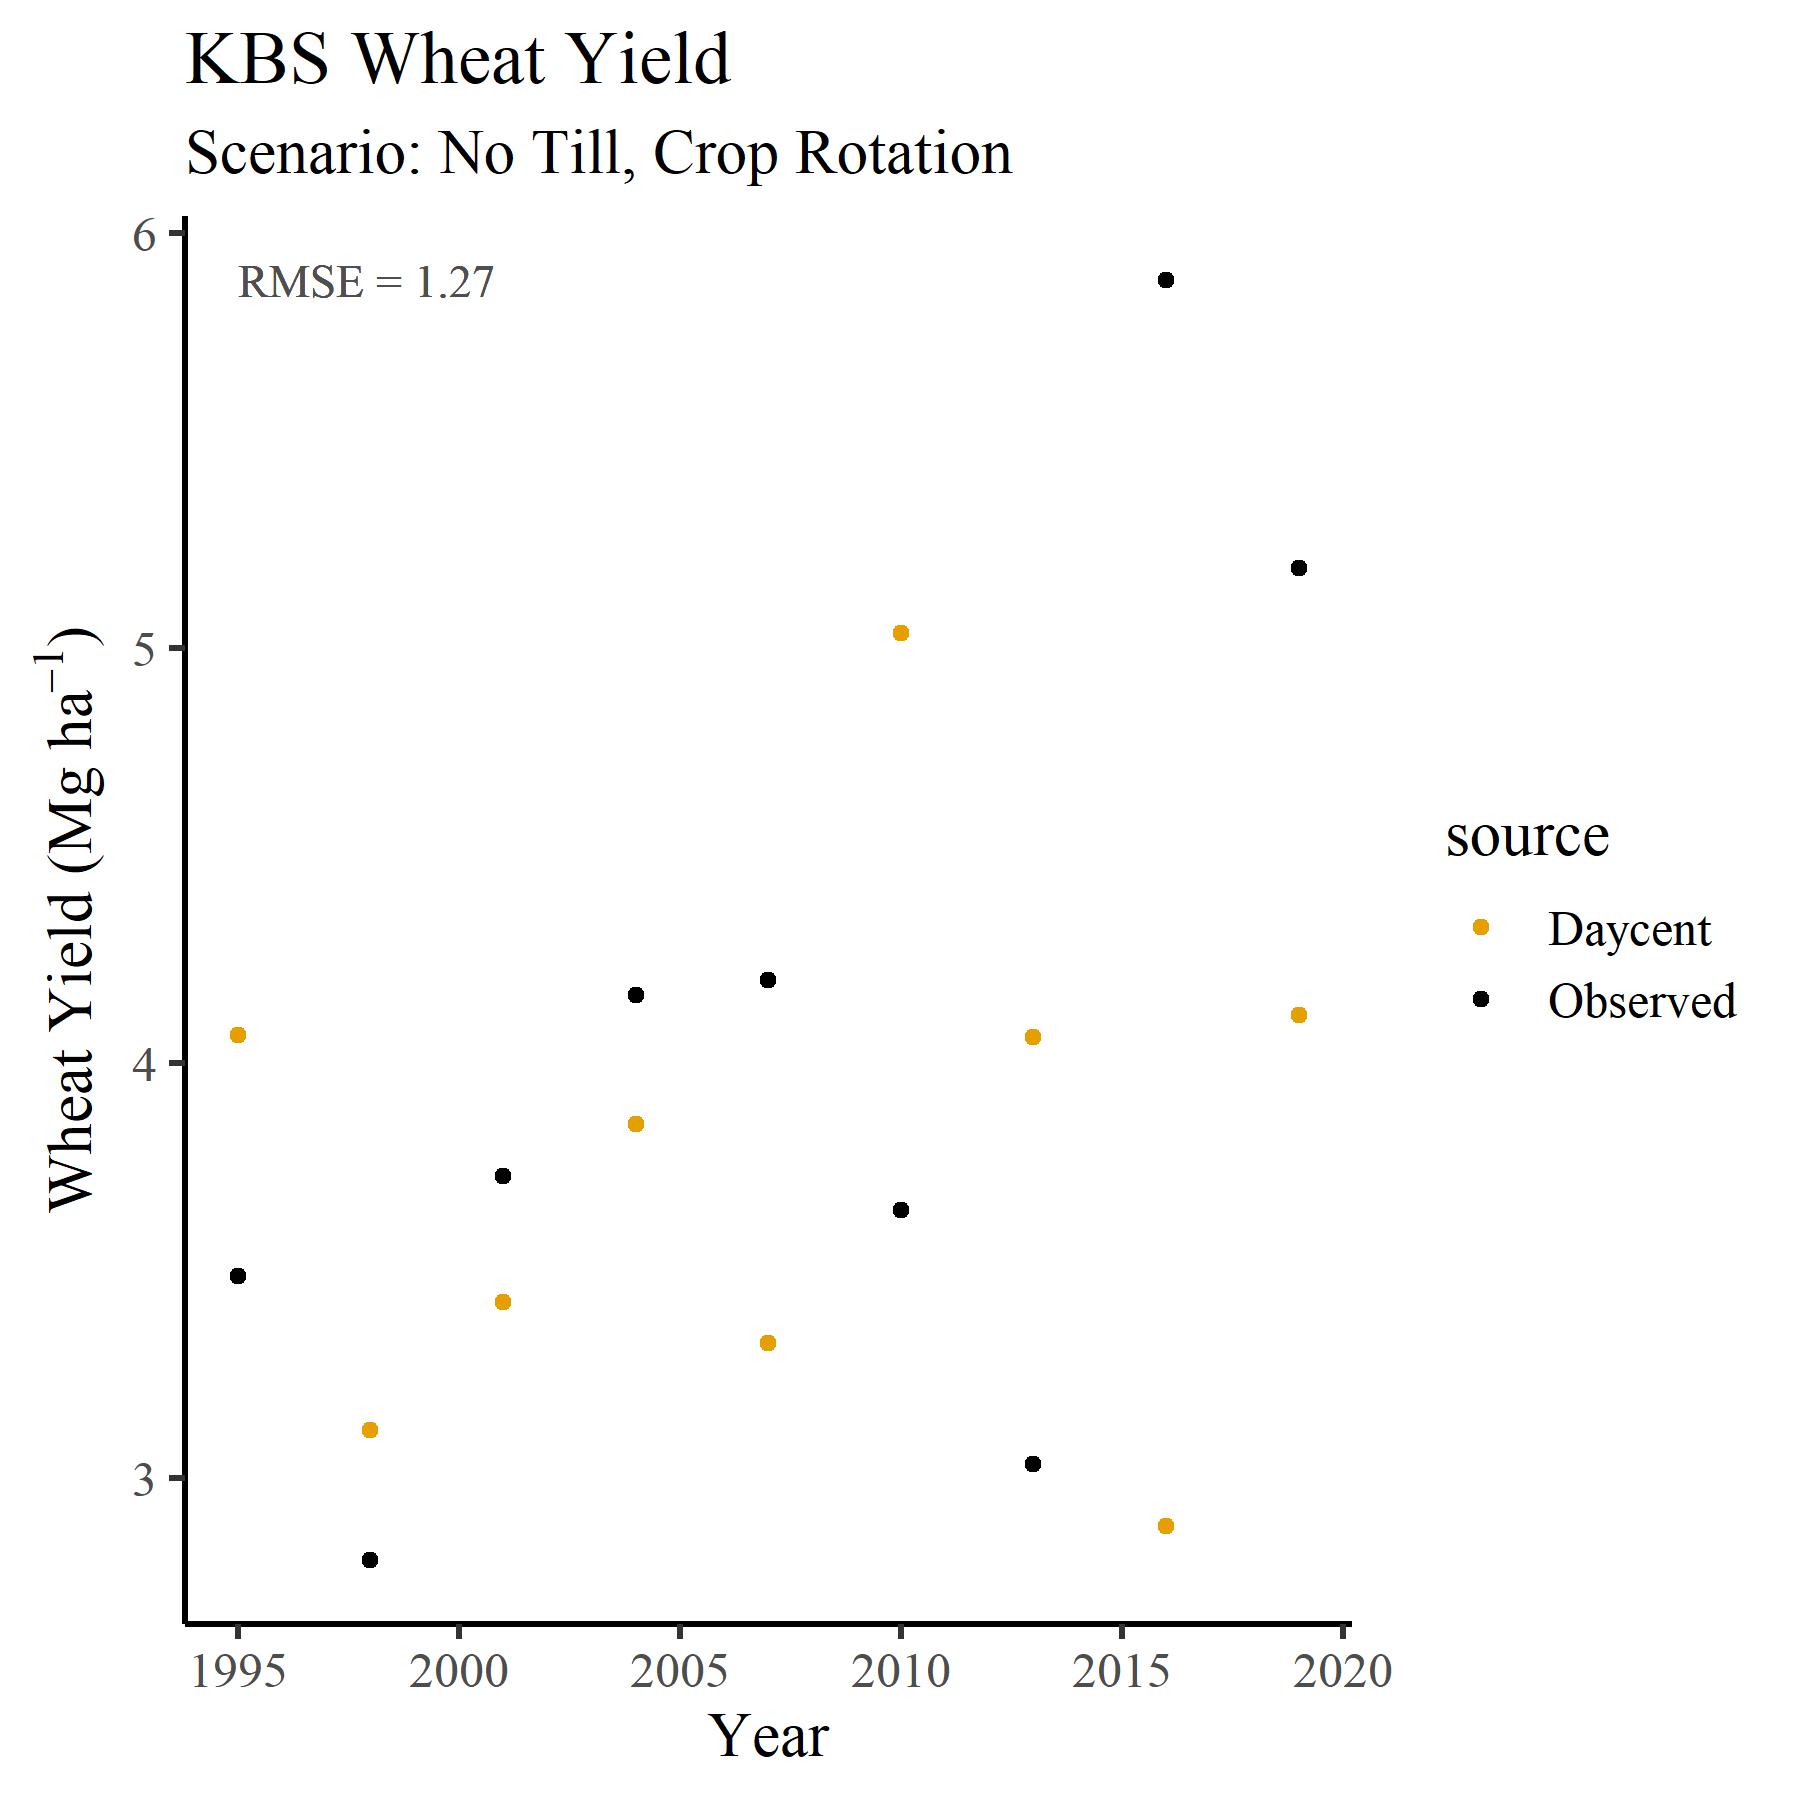 KBS Wheat Yield
Scenario: No Till, Crop Rotation
RMSE = 1.27
6
5
4
3
Wheat Yield (Mg ha⁻¹)
1995 2000 2005 2010 2015 2020
Year
source
Daycent
Observed